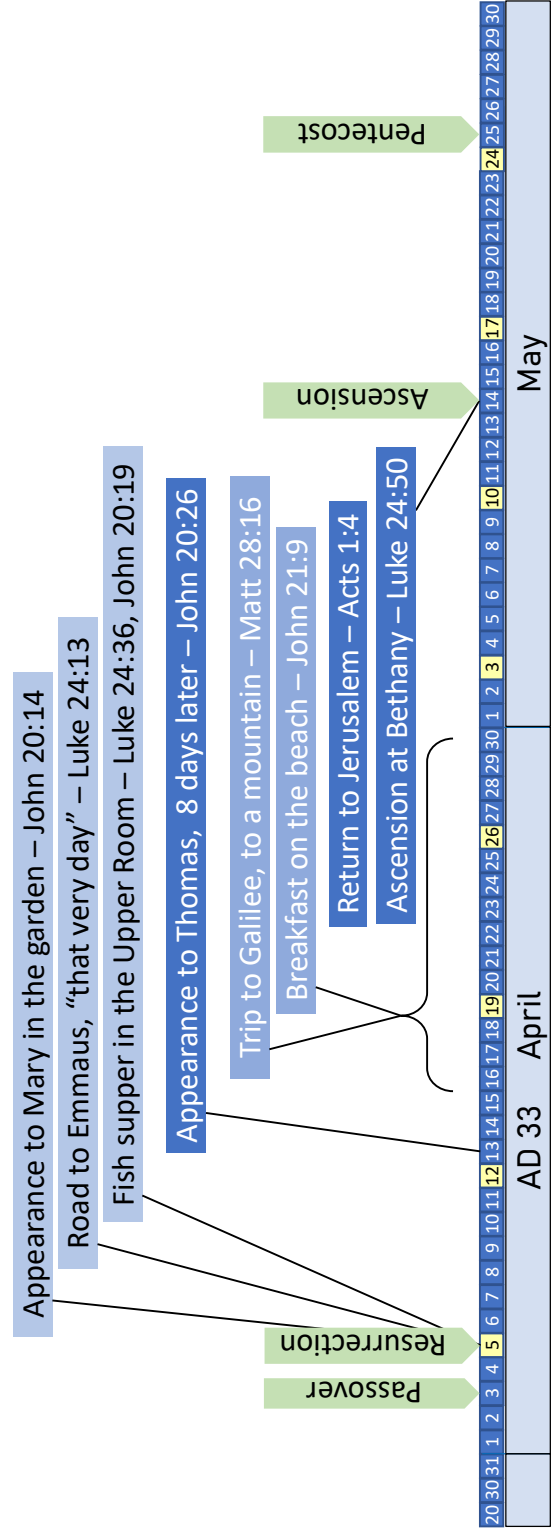 Appearance to Mary in the garden – John 20:14
Road to Emmaus, “that very day” – Luke 24:13
Fish supper in the Upper Room – Luke 24:36, John 20:19
Appearance to Thomas, 8 days later – John 20:26
Trip to Galilee, to a mountain – Matt 28:16
Breakfast on the beach – John 21:9
Return to Jerusalem – Acts 1:4
Ascension at Bethany – Luke 24:50
Passover
Resurrection
Ascension
Pentecost
20 30 31 1 2 3 4 5 6 7 8 9 10 11 12 13 14 15 16 17 18 19 20 21 22 23 24 25 26 27 28 29 30 1 2 3 4 5 6 7 8 9 10 11 12 13 14 15 16 17 18 19 20 21 22 23 24 25 26 27 28 29 30
AD 33 April May